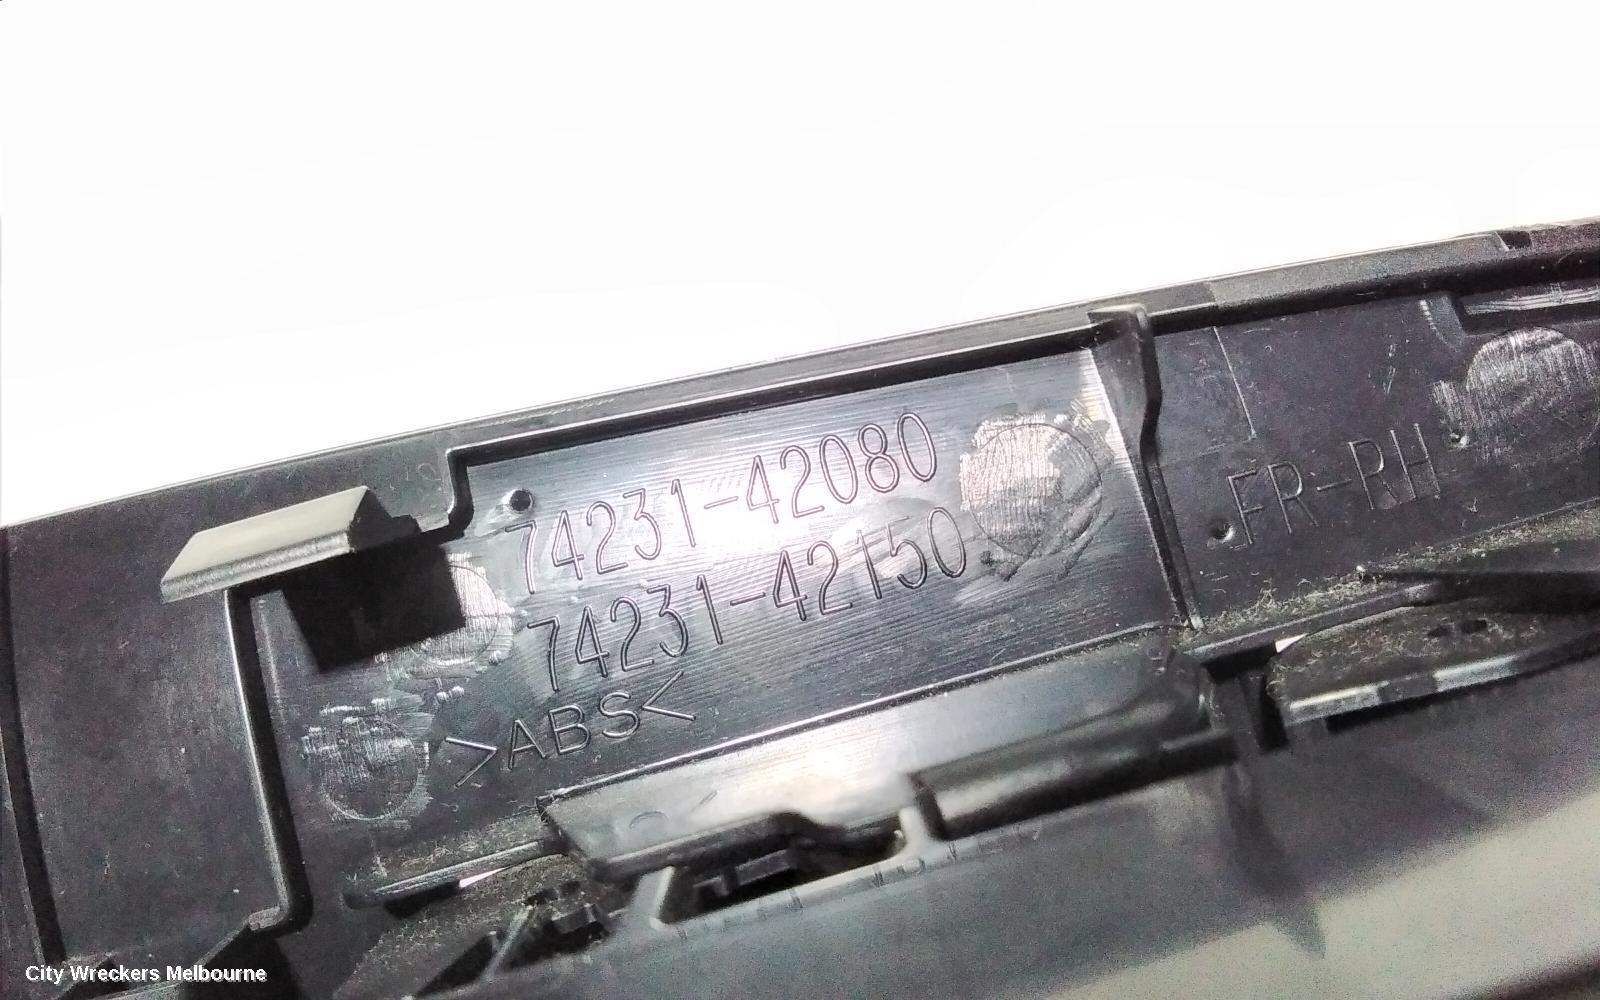 74231-42080
74231-42150
>ABS<
FR-RH
City Wreckers Melbourne